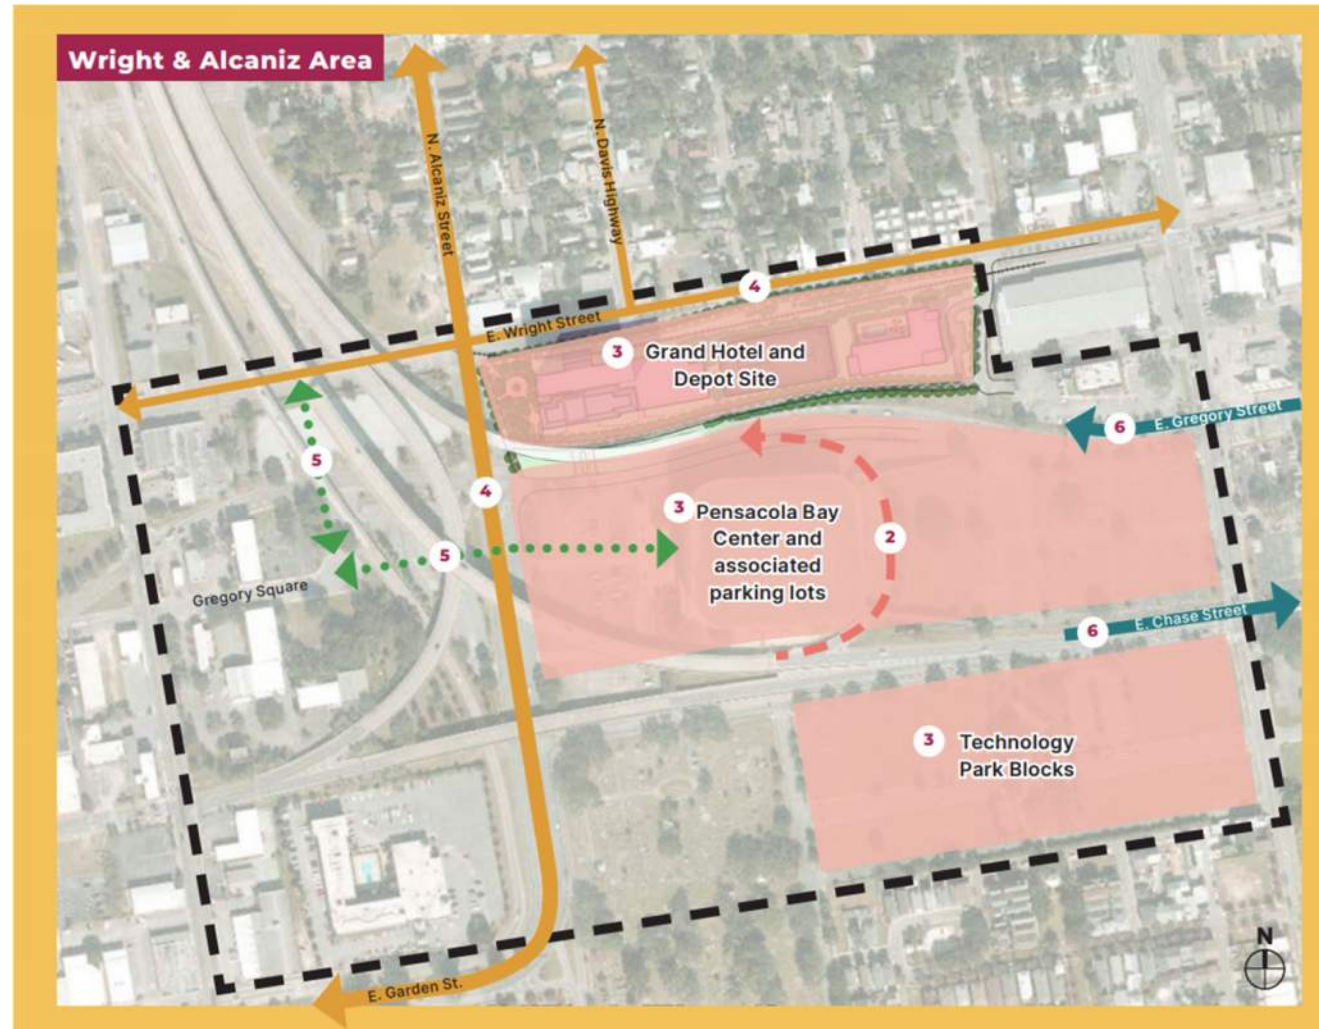 Wright & Alcaniz Area
N. Alcaniz Street
N. Davis Highway
4
E. Wright Street
3
Grand Hotel and
Depot Site
6
E. Gregory Street
5
4
3
Pensacola Bay
Center and
associated
parking lots
2
5
Gregory Square
6
E. Chase Street
3
Technology
Park Blocks
N
E. Garden St.